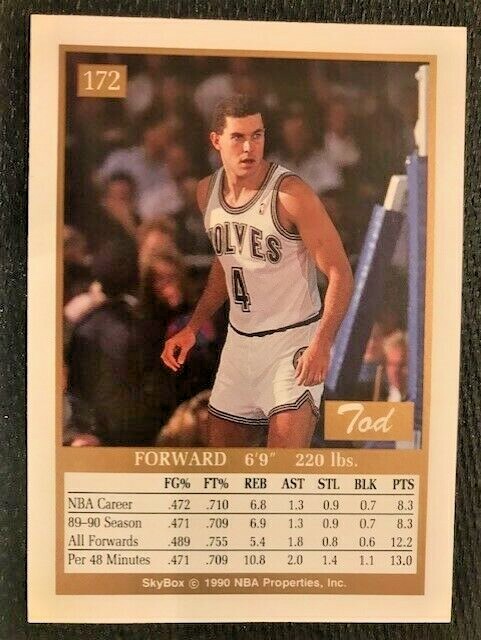 172
WOLVES
4
Tod
FORWARD 6'9" 220 lbs.
FG% FT% REB AST STL BLK PTS
NBA Career .472 .710 6.8 1.3 0.9 0.7 8.3
89-90 Season .471 .709 6.9 1.3 0.9 0.7 8.3
All Forwards .489 .755 5.4 1.8 0.8 0.6 12.2
Per 48 Minutes .471 .709 10.8 2.0 1.4 1.1 13.0
SkyBox © 1990 NBA Properties, Inc.